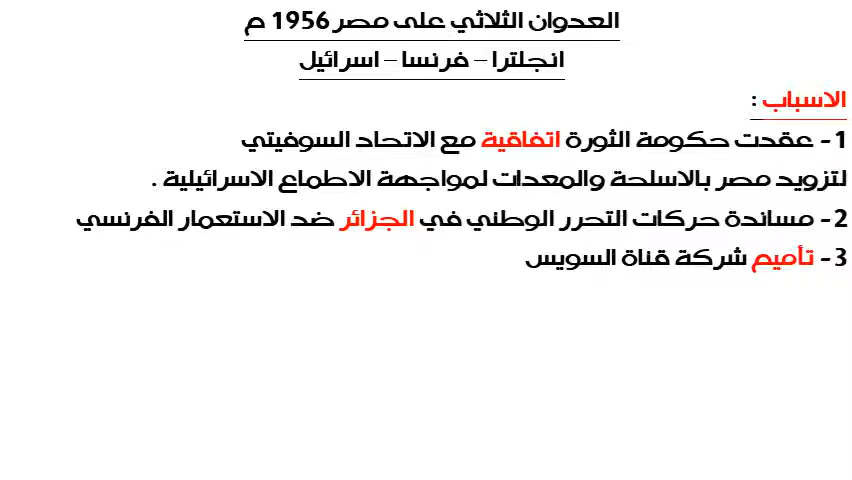 العدوان الثلاثي على مصر 1956 م
انجلترا – فرنسا – اسرائيل
الاسباب :
1- عقدت حكومة الثورة اتفاقية مع الاتحاد السوفيتي
لتزويد مصر بالاسلحة والمعدات لمواجهة الاطماع الاسرائيلية .
2- مساندة حركات التحرر الوطني في الجزائر ضد الاستعمار الفرنسي
3- تأميم شركة قناة السويس